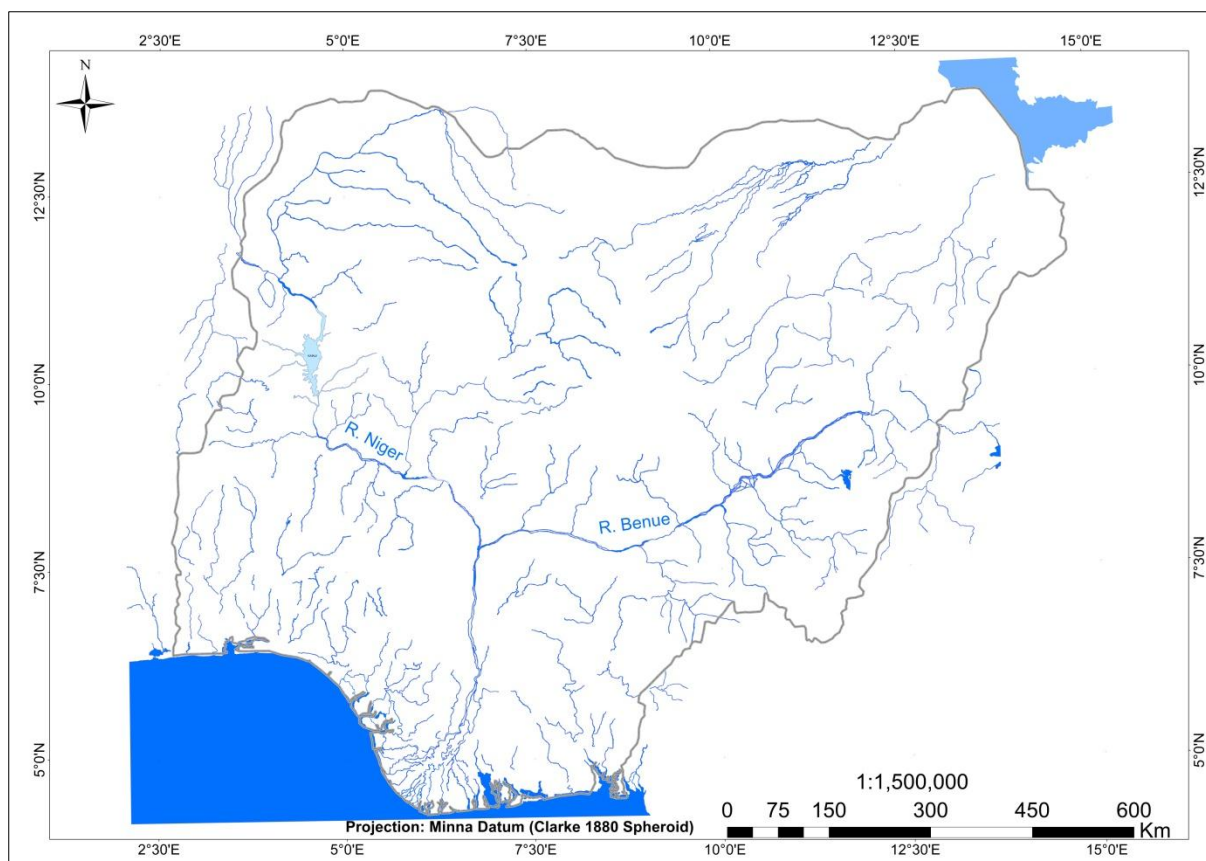 2°30'E 5°0'E 7°30'E 10°0'E 12°30'E 15°0'E
N
12°30'N 12°30'N
10°0'N 10°0'N
R. Niger
R. Benue
7°30'N 7°30'N
5°0'N 5°0'N
1:1,500,000
0 75 150 300 450 600
Km
Projection: Minna Datum (Clarke 1880 Spheroid)
2°30'E 5°0'E 7°30'E 10°0'E 12°30'E 15°0'E